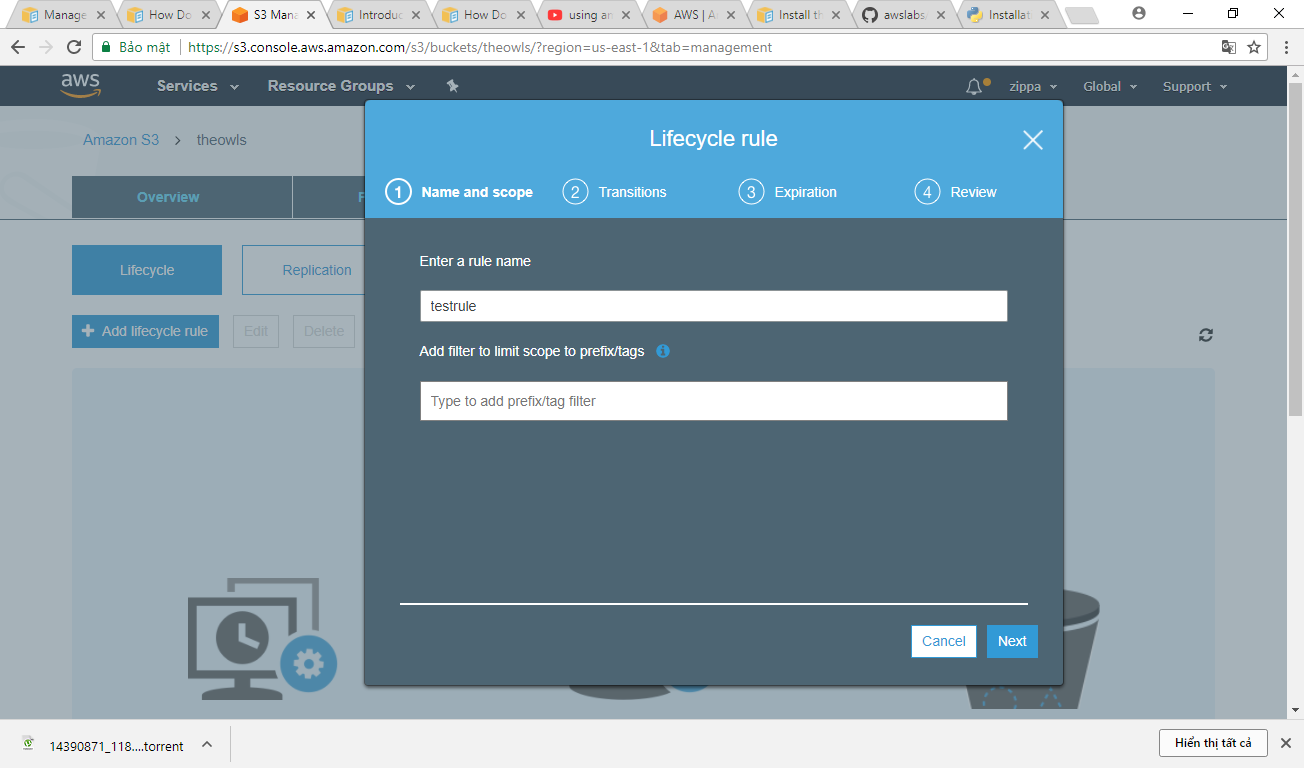 Manage
How Do
S3 Mana
Introduc
How Do
using an
AWS | A
Install th
awslabs
Installat
Bảo mật
https://s3.console.aws.amazon.com/s3/buckets/theowls/?region=us-east-1&tab=management
aws
Services
Resource Groups
zippa
Global
Support
Amazon S3 > theowls
Overview
Lifecycle
Replication
+ Add lifecycle rule
Edit
Delete
Lifecycle rule
1 Name and scope
2 Transitions
3 Expiration
4 Review
Enter a rule name
testrule
Add filter to limit scope to prefix/tags
Type to add prefix/tag filter
Cancel
Next
14390871_118....torrent
Hiển thị tất cả